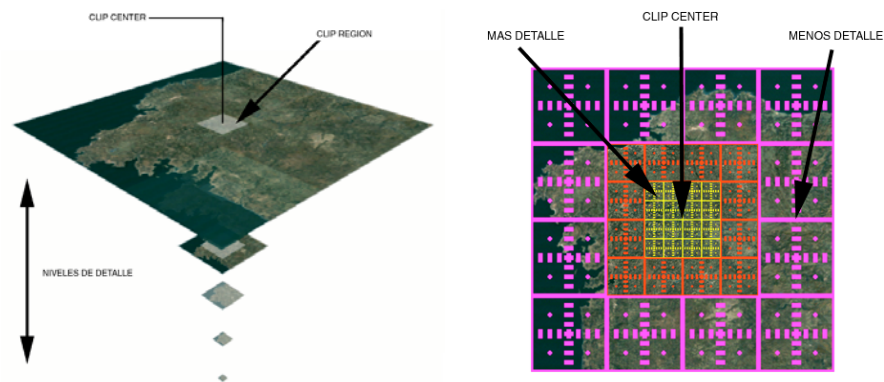 CLIP CENTER
CLIP REGION
NIVELES DE DETALLE
CLIP CENTER
MAS DETALLE
MENOS DETALLE